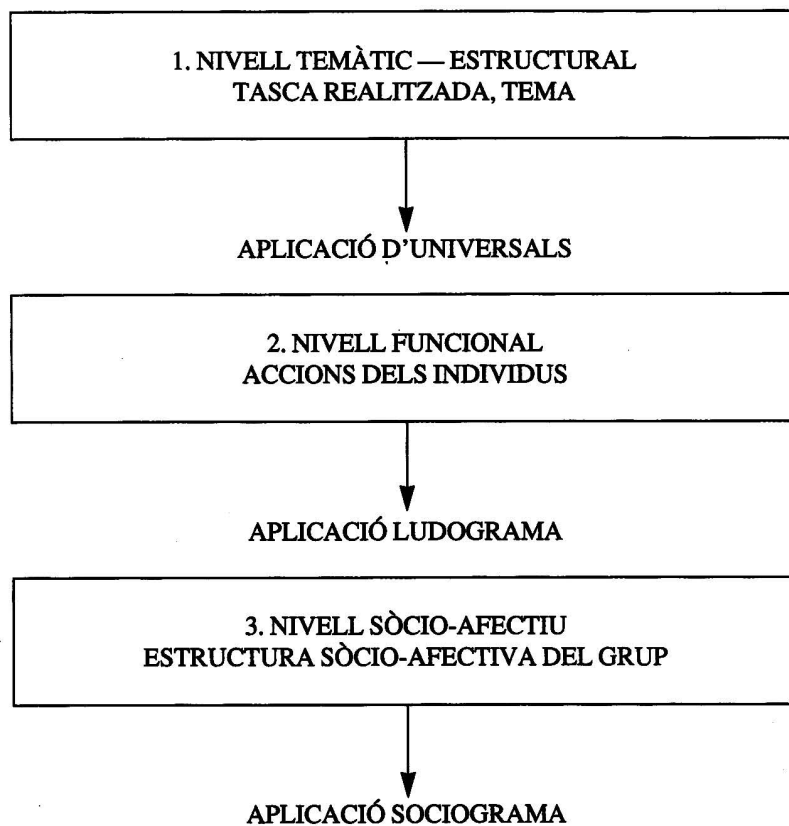 1. NIVELL TEMÀTIC — ESTRUCTURAL
TASCA REALITZADA, TEMA
APLICACIÓ D'UNIVERSALS
2. NIVELL FUNCIONAL
ACCIONS DELS INDIVIDUS
APLICACIÓ LUDOGRAMA
3. NIVELL SÒCIO-AFECTIU
ESTRUCTURA SÒCIO-AFECTIVA DEL GRUP
APLICACIÓ SOCIOGRAMA